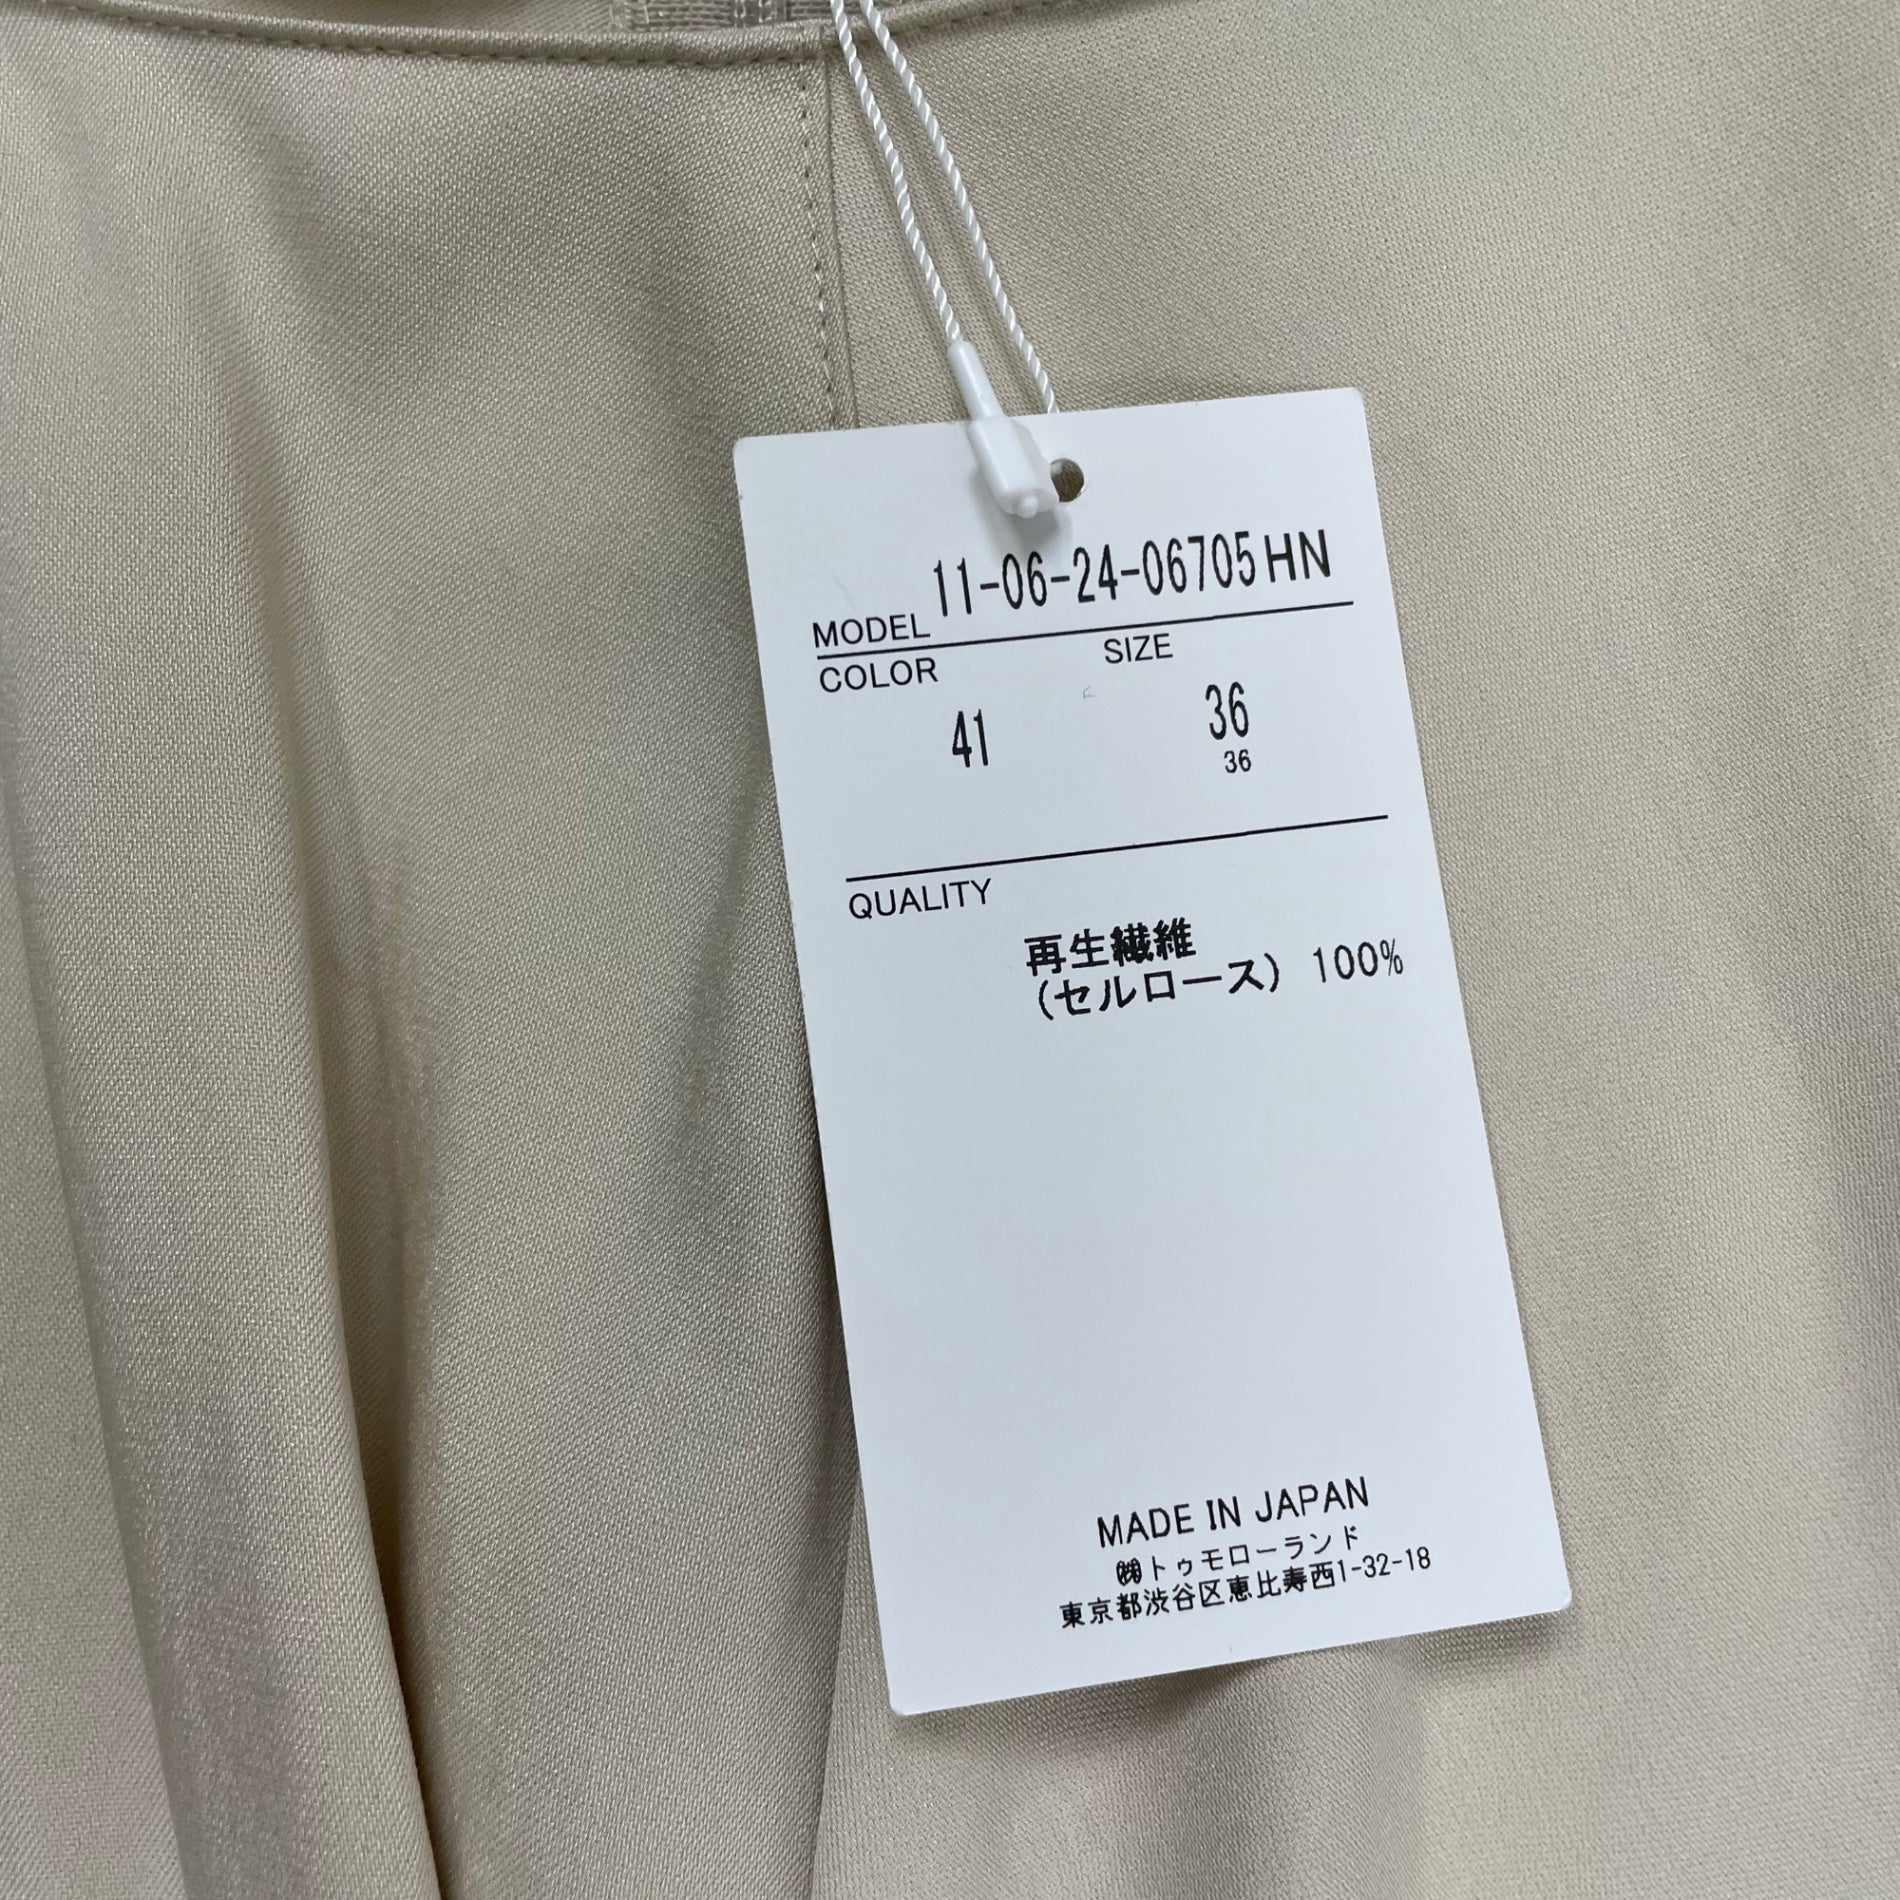 MODEL 11-06-24-06705HN
COLOR SIZE
41 36
36
QUALITY
再生繊維
(セルロース) 100%
MADE IN JAPAN
㈱トゥモローランド
東京都渋谷区恵比寿西1-32-18